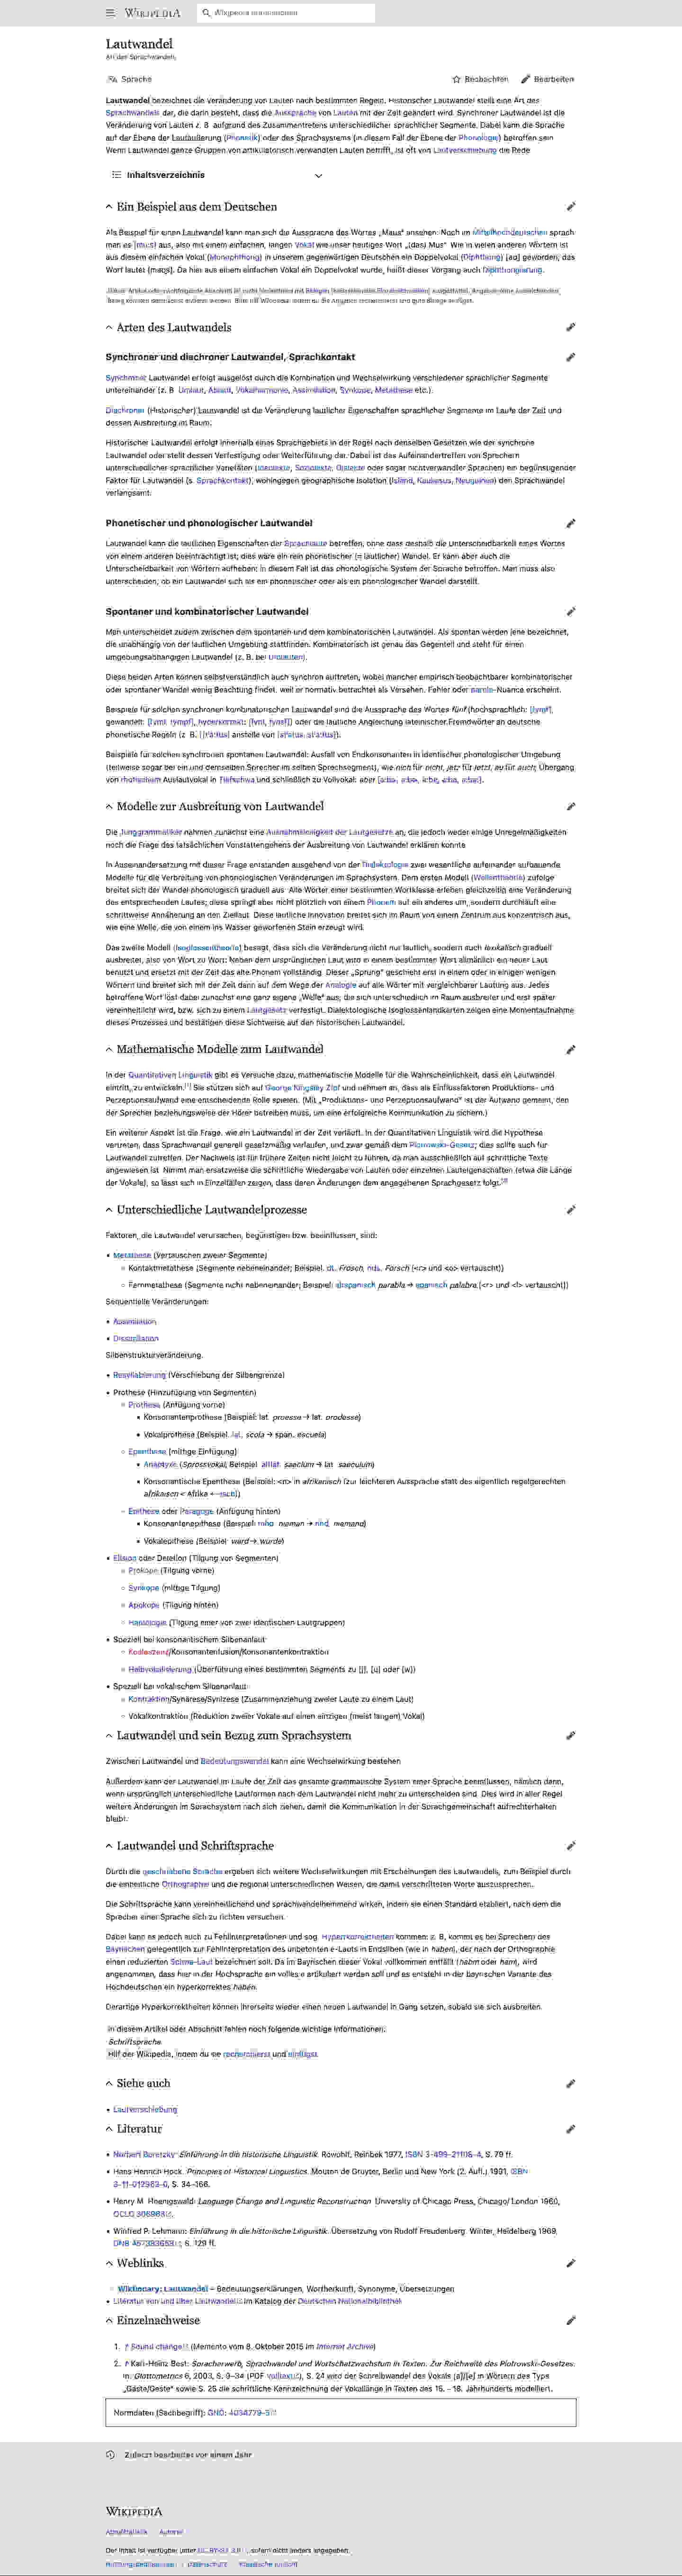 WIKIPEDIA
Lautwandel
Sprache
Beobachten
Bearbeiten
Lautwandel bezeichnet die Veränderung von Lauten nach bestimmten Regeln. Historischer Lautwandel stellt eine Art des
Sprachwandels dar, die darin besteht, dass die Aussprache von Lauten mit der Zeit geändert wird. Synchroner Lautwandel ist die
Veränderung von Lauten z. B. aufgrund des Zusammentretens unterschiedlicher sprachlicher Segmente. Dabei kann die Sprache
auf der Ebene der Lautäußerung (Phonetik) oder des Sprachsystems (in diesem Fall der Ebene der Phonologie) betroffen sein.
Wenn Lautwandel ganze Gruppen von artikulatorisch verwandten Lauten betrifft, ist oft von Lautverschiebung die Rede.
Inhaltsverzeichnis
Ein Beispiel aus dem Deutschen
Als Beispiel für einen Lautwandel kann man sich die Aussprache des Wortes „Maus“ ansehen: Noch im Mittelhochdeutschen sprach
man es aus, also mit einem einfachen, langen Vokal wie unser heutiges Wort „(das) Mus“. Wie in vielen anderen Wörtern ist
aus diesem einfachen Vokal (Monophthong) in unserem gegenwärtigen Deutschen ein Doppelvokal (Diphthong) geworden, das
Wort lautet. Da hier aus einem einfachen Vokal ein Doppelvokal wurde, heißt dieser Vorgang auch Diphthongierung.
Arten des Lautwandels
Synchroner und diachroner Lautwandel, Sprachkontakt
Synchroner Lautwandel erfolgt ausgelöst durch die Kombination und Wechselwirkung verschiedener sprachlicher Segmente
untereinander (z. B. Umlaut, Ablaut, Vokalharmonie, Assimilation, Synkope, Metathese etc.).
Diachroner (Historischer) Lautwandel ist die Veränderung lautlicher Eigenschaften sprachlicher Segmente im Laufe der Zeit und
dessen Ausbreitung im Raum.
Historischer Lautwandel erfolgt innerhalb eines Sprachgebiets in der Regel nach denselben Gesetzen wie der synchrone
Lautwandel oder stellt dessen Verfestigung oder Weiterführung dar. Dabei ist das Aufeinandertreffen von Sprechern
unterschiedlicher sprachlicher Varietäten (Idiolekte, Soziolekte, Dialekte oder sogar nichtverwandter Sprachen) ein begünstigender
Faktor für Lautwandel (s. Sprachkontakt), wohingegen geographische Isolation (Island, Kaukasus, Neuguinea) den Sprachwandel
verlangsamt.
Phonetischer und phonologischer Lautwandel
Lautwandel kann die lautlichen Eigenschaften der Sprachlaute betreffen, ohne dass deshalb die Unterscheidbarkeit eines Wortes
von einem anderen beeinträchtigt ist; dies wäre ein rein phonetischer (= lautlicher) Wandel. Er kann aber auch die
Unterscheidbarkeit von Wörtern aufheben; in diesem Fall ist das phonologische System der Sprache betroffen. Man muss also
unterscheiden, ob ein Lautwandel sich als ein phonetischer oder als ein phonologischer Wandel darstellt.
Spontaner und kombinatorischer Lautwandel
Man unterscheidet zudem zwischen dem spontanen und dem kombinatorischen Lautwandel. Als spontan werden jene bezeichnet,
die unabhängig von der lautlichen Umgebung stattfinden. Kombinatorisch ist genau das Gegenteil und steht für einen
umgebungsabhängigen Lautwandel (z. B. bei Umlauten).
Diese beiden Arten können selbstverständlich auch synchron auftreten, wobei mancher empirisch beobachtbarer kombinatorischer
oder spontaner Wandel wenig Beachtung findet, weil er normativ betrachtet als Versehen, Fehler oder parole-Nuance erscheint.
Beispiele für solchen synchronen kombinatorischen Lautwandel sind die Aussprache des Wortes fünf (hochsprachlich:
oder die lautliche Angleichung lateinischer Fremdwörter an deutsche
phonetische Regeln (z. B. anstelle von
Beispiele für solchen synchronen spontanen Lautwandel: Ausfall von Endkonsonanten in identischer phonologischer Umgebung
(teilweise sogar bei ein und demselben Sprecher im selben Sprechsegment), wie nich für nicht, jetz für jetzt, au für auch; Übergang
von rhotischem Auslautvokal in Tiefschwa und schließlich zu Vollvokal: aber
Modelle zur Ausbreitung von Lautwandel
Die Junggrammatiker nahmen zunächst eine Ausnahmslosigkeit der Lautgesetze an, die jedoch weder einige Unregelmäßigkeiten
noch die Frage des tatsächlichen Vonstattengehens der Ausbreitung von Lautwandel erklären konnte.
In Auseinandersetzung mit dieser Frage entstanden ausgehend von der Dialektologie zwei wesentliche aufeinander aufbauende
Modelle für die Verbreitung von phonologischen Veränderungen im Sprachsystem. Dem ersten Modell (Wellentheorie) zufolge
breitet sich der Wandel phonologisch graduell aus: Alle Wörter einer bestimmten Wortklasse erleben gleichzeitig eine Veränderung
des entsprechenden Lautes; diese springt aber nicht plötzlich von einem Phonem auf ein anderes um, sondern durchläuft eine
schrittweise Annäherung an den Ziellaut. Diese lautliche Innovation breitet sich im Raum von einem Zentrum aus konzentrisch aus,
wie eine Welle, die von einem ins Wasser geworfenen Stein erzeugt wird.
Das zweite Modell (Isoglossentheorie) besagt, dass sich die Veränderung nicht nur lautlich, sondern auch lexikalisch graduell
ausbreitet, also von Wort zu Wort: Neben dem ursprünglichen Laut wird in einem bestimmten Wort allmählich ein neuer Laut
benutzt und ersetzt mit der Zeit das alte Phonem vollständig. Dieser „Sprung“ geschieht erst in einem oder in einigen wenigen
Wörtern und breitet sich mit der Zeit dann auf dem Wege der Analogie auf alle Wörter mit vergleichbarer Lautung aus. Jedes
betroffene Wort löst dabei zunächst eine ganz eigene „Welle“ aus, die sich unterschiedlich im Raum ausbreitet und erst später
vereinheitlicht wird, bzw. sich zu einem Lautgesetz verfestigt. Dialektologische Isoglossenlandkarten zeigen eine Momentaufnahme
dieses Prozesses und bestätigen diese Sichtweise auf den historischen Lautwandel.
Mathematische Modelle zum Lautwandel
In der Quantitativen Linguistik gibt es Versuche dazu, mathematische Modelle für die Wahrscheinlichkeit, dass ein Lautwandel
eintritt, zu entwickeln.[1] Sie stützen sich auf George Kingsley Zipf und nehmen an, dass als Einflussfaktoren Produktions- und
Perzeptionsaufwand eine entscheidende Rolle spielen. (Mit „Produktions- und Perzeptionsaufwand“ ist der Aufwand gemeint, den
der Sprecher beziehungsweise der Hörer betreiben muss, um eine erfolgreiche Kommunikation zu sichern.)
Ein weiterer Aspekt ist die Frage, wie ein Lautwandel in der Zeit verläuft. In der Quantitativen Linguistik wird die Hypothese
vertreten, dass Sprachwandel generell gesetzmäßig verlaufen, und zwar gemäß dem Piotrowski-Gesetz; dies sollte auch für
Lautwandel zutreffen. Der Nachweis ist für frühere Zeiten nicht leicht zu führen, da man ausschließlich auf schriftliche Texte
angewiesen ist. Nimmt man ersatzweise die schriftliche Wiedergabe von Lauten oder einzelnen Lauteigenschaften (etwa die Länge
der Vokale), so lässt sich in Einzelfällen zeigen, dass deren Änderungen dem angegebenen Sprachgesetz folgt.[2]
Unterschiedliche Lautwandelprozesse
Faktoren, die Lautwandel verursachen, begünstigen bzw. beeinflussen, sind:
Metathese (Vertauschen zweier Segmente)
Kontaktmetathese (Segmente nebeneinander; Beispiel: dt. Frosch, nds. Forsch (<r> und <o> vertauscht))
Fernmetathese (Segmente nicht nebeneinander; Beispiel: altspanisch parabla → spanisch palabra (<r> und <l> vertauscht))
Sequentielle Veränderungen:
Assimilation
Dissimilation
Silbenstrukturveränderung:
Resyllabierung (Verschiebung der Silbengrenze)
Prothese (Hinzufügung von Segmenten)
Prothese (Anfügung vorne)
Konsonantenprothese (Beispiel: lat. proesse → lat. prodesse)
Vokalprothese (Beispiel: lat. scola → span. escuela)
Epenthese (mittige Einfügung)
Anaptyxe (Sprossvokal; Beispiel: altlat. saeclum → lat. saeculum)
Konsonantische Epenthese (Beispiel: <n> in afrikanisch (zur leichteren Aussprache statt des eigentlich regelgerechten
afrikaisch < Afrika + -isch))
Epithese oder Paragoge (Anfügung hinten)
Konsonantenepithese (Beispiel: mhd. nieman → nhd. niemand)
Vokalepithese (Beispiel: ward → wurde)
Elision oder Deletion (Tilgung von Segmenten)
Prokope (Tilgung vorne)
Synkope (mittige Tilgung)
Apokope (Tilgung hinten)
Haplologie (Tilgung einer von zwei identischen Lautgruppen)
Speziell bei konsonantischem Silbenanlaut:
Koaleszenz/Konsonantenfusion/Konsonantenkontraktion
Halbvokalisierung (Überführung eines bestimmten Segments zu [j], [ɥ] oder [w])
Speziell bei vokalischem Silbenanlaut:
Kontraktion/Synärese/Synizese (Zusammenziehung zweier Laute zu einem Laut)
Vokalkontraktion (Reduktion zweier Vokale auf einen einzigen (meist langen) Vokal)
Lautwandel und sein Bezug zum Sprachsystem
Zwischen Lautwandel und Bedeutungswandel kann eine Wechselwirkung bestehen.
Außerdem kann der Lautwandel im Laufe der Zeit das gesamte grammatische System einer Sprache beeinflussen, nämlich dann,
wenn ursprünglich unterschiedliche Lautformen nach dem Lautwandel nicht mehr zu unterscheiden sind. Dies wird in aller Regel
weitere Änderungen im Sprachsystem nach sich ziehen, damit die Kommunikation in der Sprachgemeinschaft aufrechterhalten
bleibt.
Lautwandel und Schriftsprache
Durch die geschriebene Sprache ergeben sich weitere Wechselwirkungen mit Erscheinungen des Lautwandels, zum Beispiel durch
die einheitliche Orthographie und die regional unterschiedlichen Weisen, die damit verschrifteten Worte auszusprechen.
Die Schriftsprache kann vereinheitlichend und sprachwandelhemmend wirken, indem sie einen Standard etabliert, nach dem die
Sprecher einer Sprache sich zu richten versuchen.
Dabei kann es jedoch auch zu Fehlinterpretationen und sog. Hyperkorrektheiten kommen: z. B. kommt es bei Sprechern des
Bayrischen gelegentlich zur Fehlinterpretation des unbetonten e-Lauts in Endsilben (wie in haben), der nach der Orthographie
einen reduzierten Schwa-Laut bezeichnen soll. Da im Bayrischen dieser Vokal vollkommen entfällt (habm oder ham), wird
angenommen, dass hier in der Hochsprache ein volles e artikuliert werden soll und es entsteht in der bayrischen Variante des
Hochdeutschen ein hyperkorrektes haben.
Derartige Hyperkorrektheiten können ihrerseits wieder einen neuen Lautwandel in Gang setzen, sobald sie sich ausbreiten.
In diesem Artikel oder Abschnitt fehlen noch folgende wichtige Informationen:
Schriftsprache
Hilf der Wikipedia, indem du sie recherchierst und einfügst.
Siehe auch
Lautverschiebung
Literatur
Norbert Boretzky: Einführung in die historische Linguistik. Rowohlt, Reinbek 1977, ISBN 3-499-21108-4, S. 79 ff.
Hans Henrich Hock: Principles of Historical Linguistics. Mouton de Gruyter, Berlin und New York (2. Aufl.) 1991, ISBN
3-11-012962-0, S. 34–166.
Henry M. Hoenigswald: Language Change and Linguistic Reconstruction. University of Chicago Press, Chicago/London 1960,
OCLC 306968.
Winfred P. Lehmann: Einführung in die historische Linguistik. Übersetzung von Rudolf Freudenberg. Winter, Heidelberg 1969,
S. 129 ff.
Weblinks
Wiktionary: Lautwandel – Bedeutungserklärungen, Wortherkunft, Synonyme, Übersetzungen
Literatur von und über Lautwandel im Katalog der Deutschen Nationalbibliothek
Einzelnachweise
1. ↑ Sound change (Memento vom 8. Oktober 2015 im Internet Archive)
2. ↑ Karl-Heinz Best: Spracherwerb, Sprachwandel und Wortschatzwachstum in Texten. Zur Reichweite des Piotrowski-Gesetzes.
In: Glottometrics 6, 2003, S. 9–34 (PDF Volltext), S. 24 wird der Schreibwandel des Vokals [a]/[e] in Wörtern des Typs
„Gäste/Geste“ sowie S. 25 die schriftliche Kennzeichnung der Vokallänge in Texten des 15. - 18. Jahrhunderts modelliert.
Normdaten (Sachbegriff): GND: 4034779-5
Zuletzt bearbeitet vor einem Jahr
WIKIPEDIA
Abrufstatistik
Autoren
Der Inhalt ist verfügbar unter CC BY-SA 3.0, sofern nicht anders angegeben.
Datenschutz
Klassische Ansicht